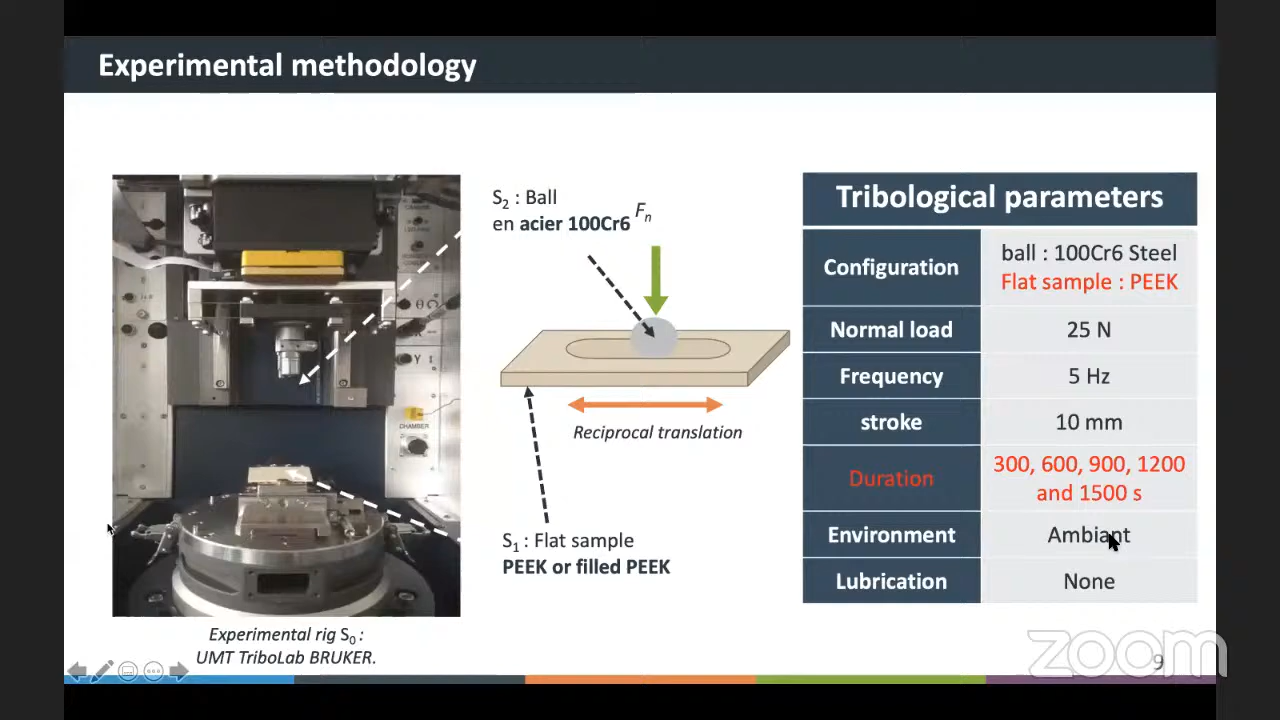 Experimental methodology
S2 : Ball
en acier 100Cr6
Fn
Reciprocal translation
S1 : Flat sample
PEEK or filled PEEK
CHAMBER
Experimental rig S0 :
UMT TriboLab BRUKER.
Tribological parameters
Configuration
ball : 100Cr6 Steel
Flat sample : PEEK
Normal load
25 N
Frequency
5 Hz
stroke
10 mm
Duration
300, 600, 900, 1200
and 1500 s
Environment
Ambiant
Lubrication
None
zoom
9